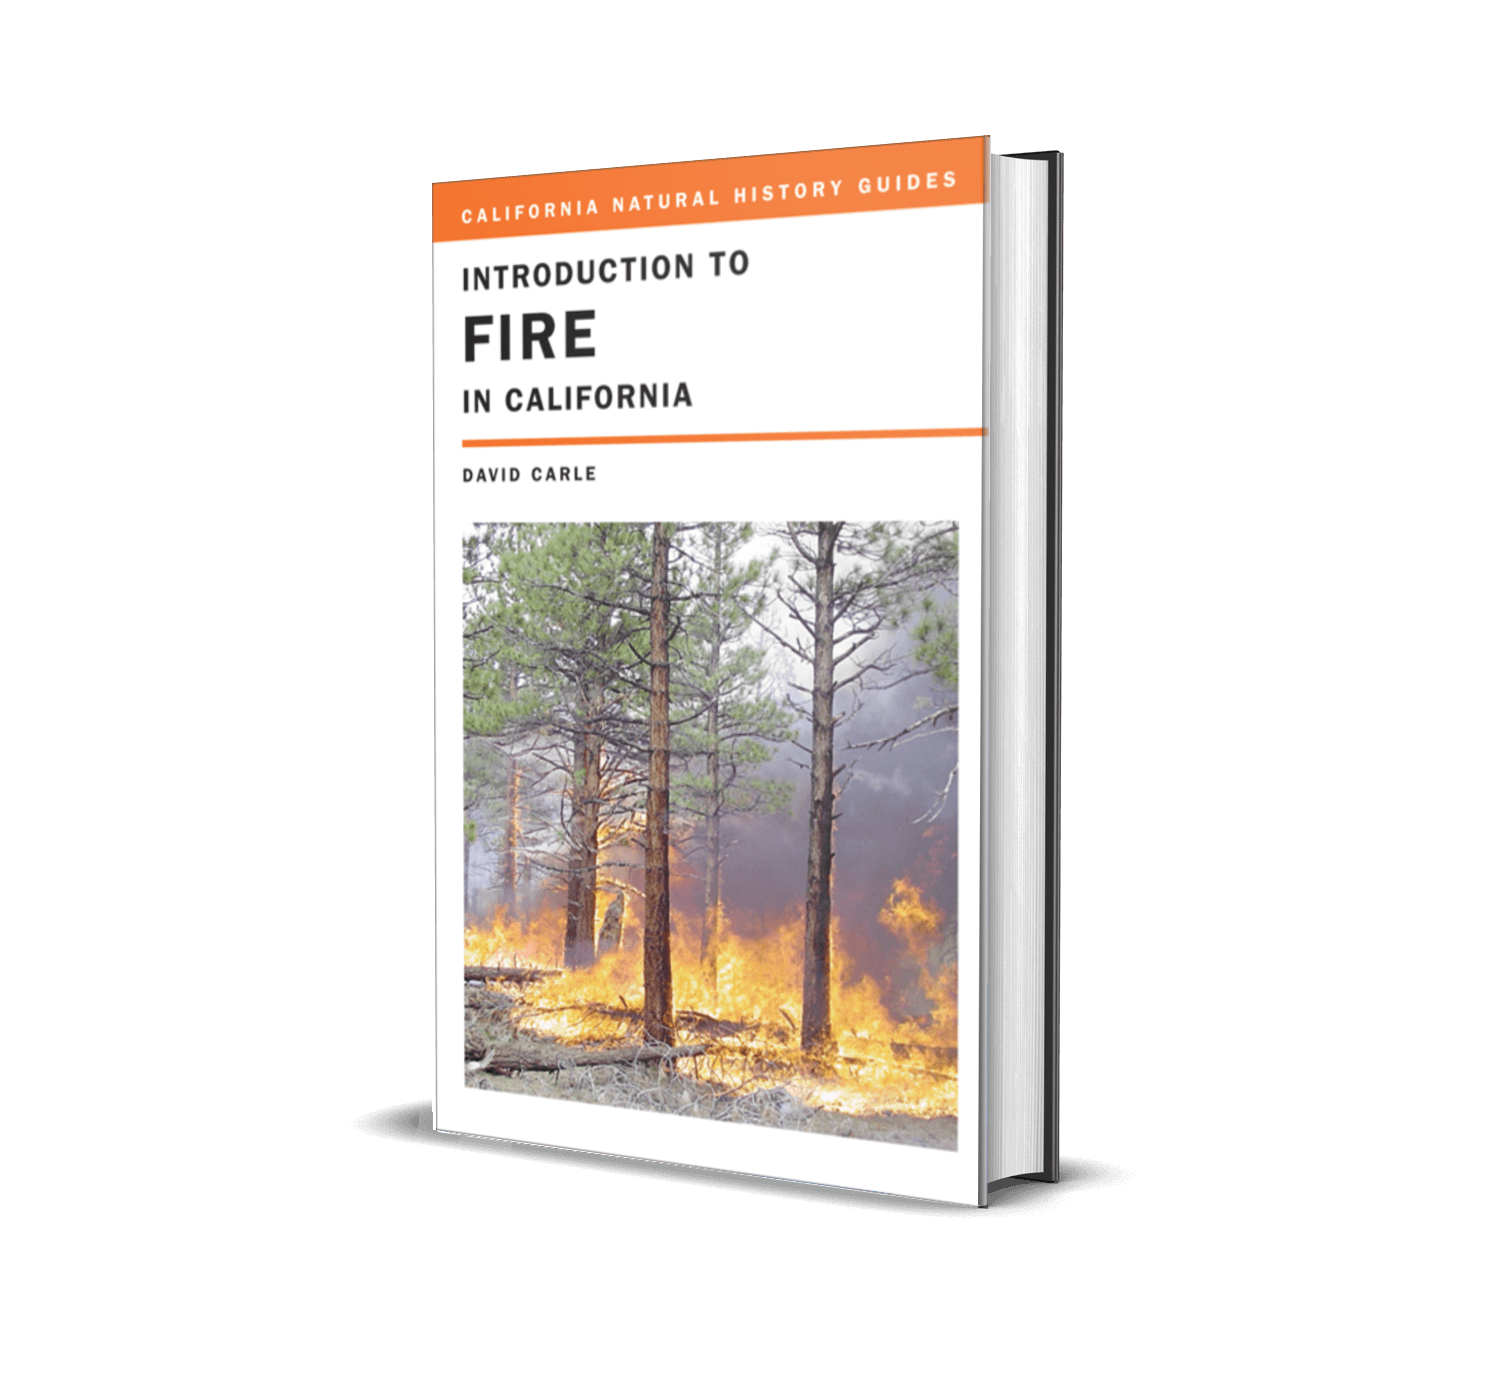 CALIFORNIA NATURAL HISTORY GUIDES
INTRODUCTION TO
FIRE
IN CALIFORNIA
DAVID CARLE